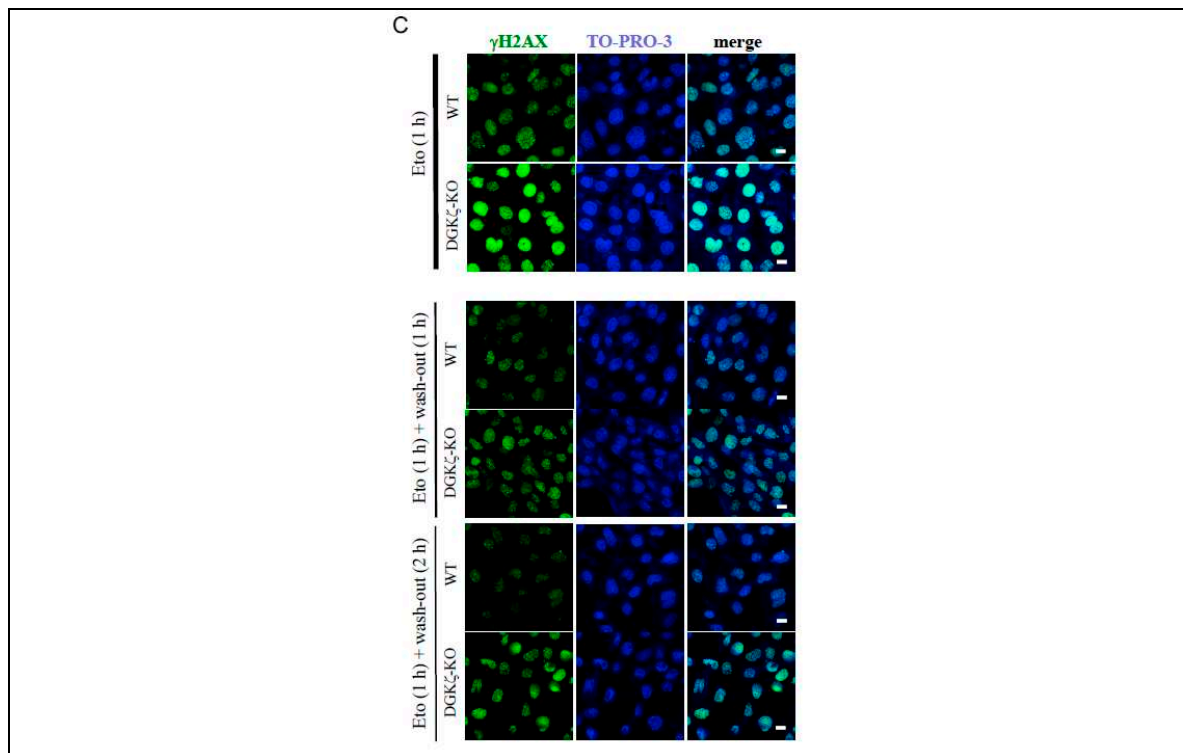 C
γH2AX TO-PRO-3 merge
Eto (1 h)
WT
DGKζ-KO
Eto (1 h) + wash-out (1 h)
WT
DGKζ-KO
Eto (1 h) + wash-out (2 h)
WT
DGKζ-KO